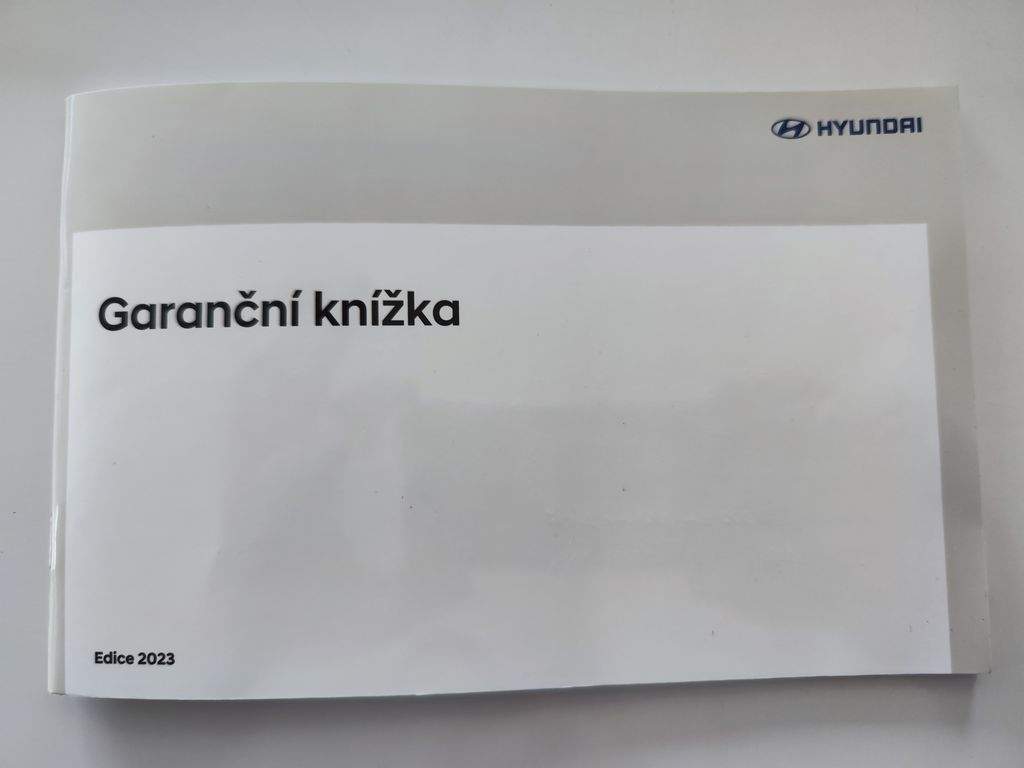 HYUNDAI
Garanční knížka
Edice 2023